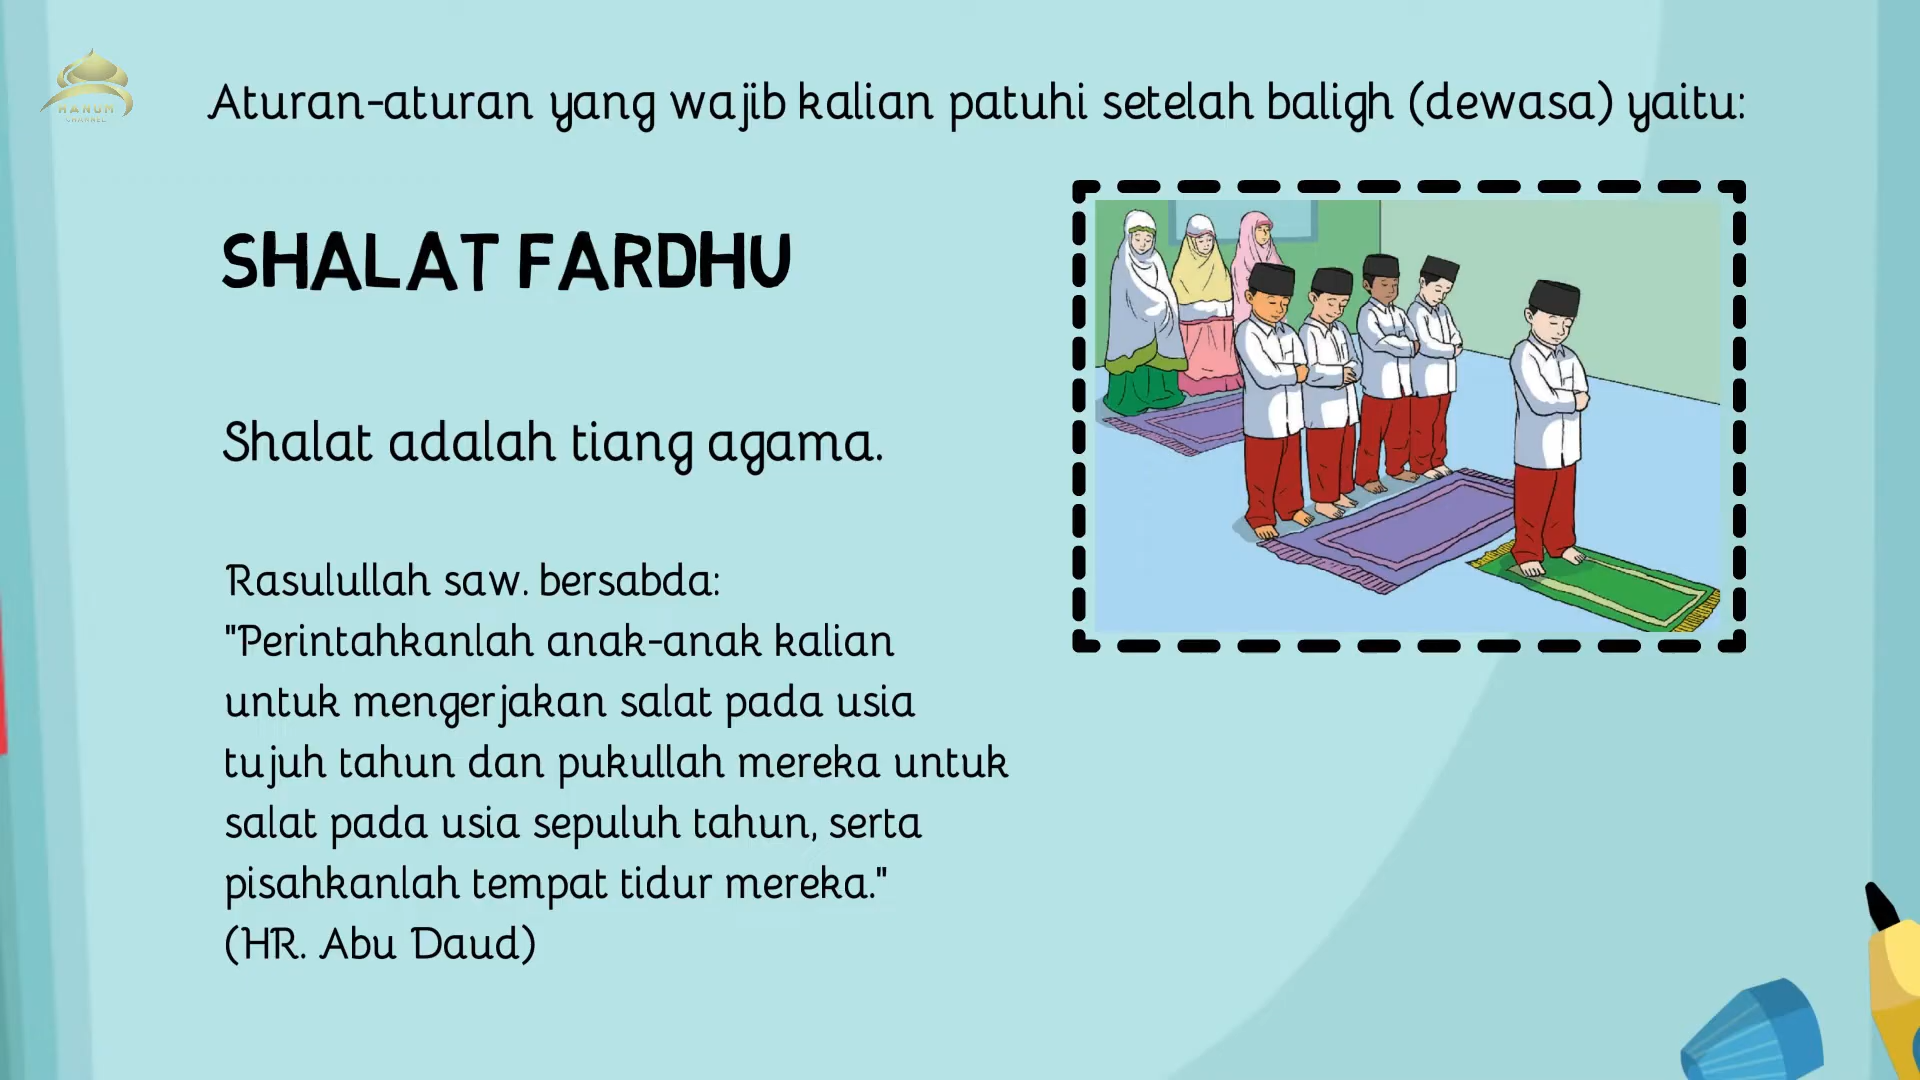 HANUM
CHANNEL
Aturan-aturan yang wajib kalian patuhi setelah baligh (dewasa) yaitu:
SHALAT FARDHU
Shalat adalah tiang agama.
Rasulullah saw. bersabda:
"Perintahkanlah anak-anak kalian
untuk mengerjakan salat pada usia
tujuh tahun dan pukullah mereka untuk
salat pada usia sepuluh tahun, serta
pisahkanlah tempat tidur mereka."
(HR. Abu Daud)